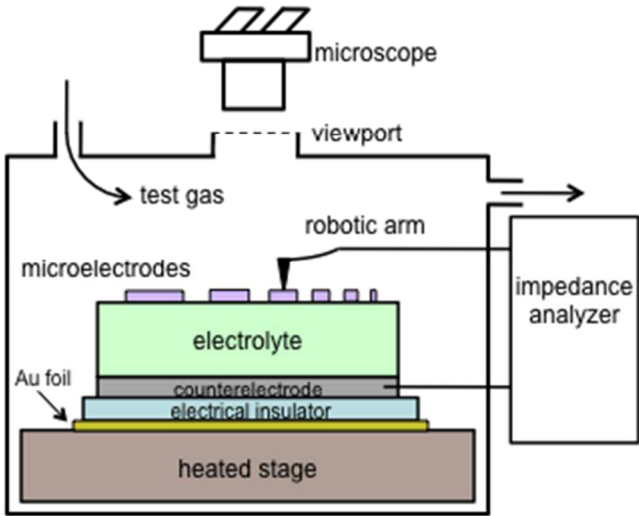 microscope
viewport
test gas
robotic arm
microelectrodes
impedance
analyzer
electrolyte
Au foil
counterelectrode
electrical insulator
heated stage